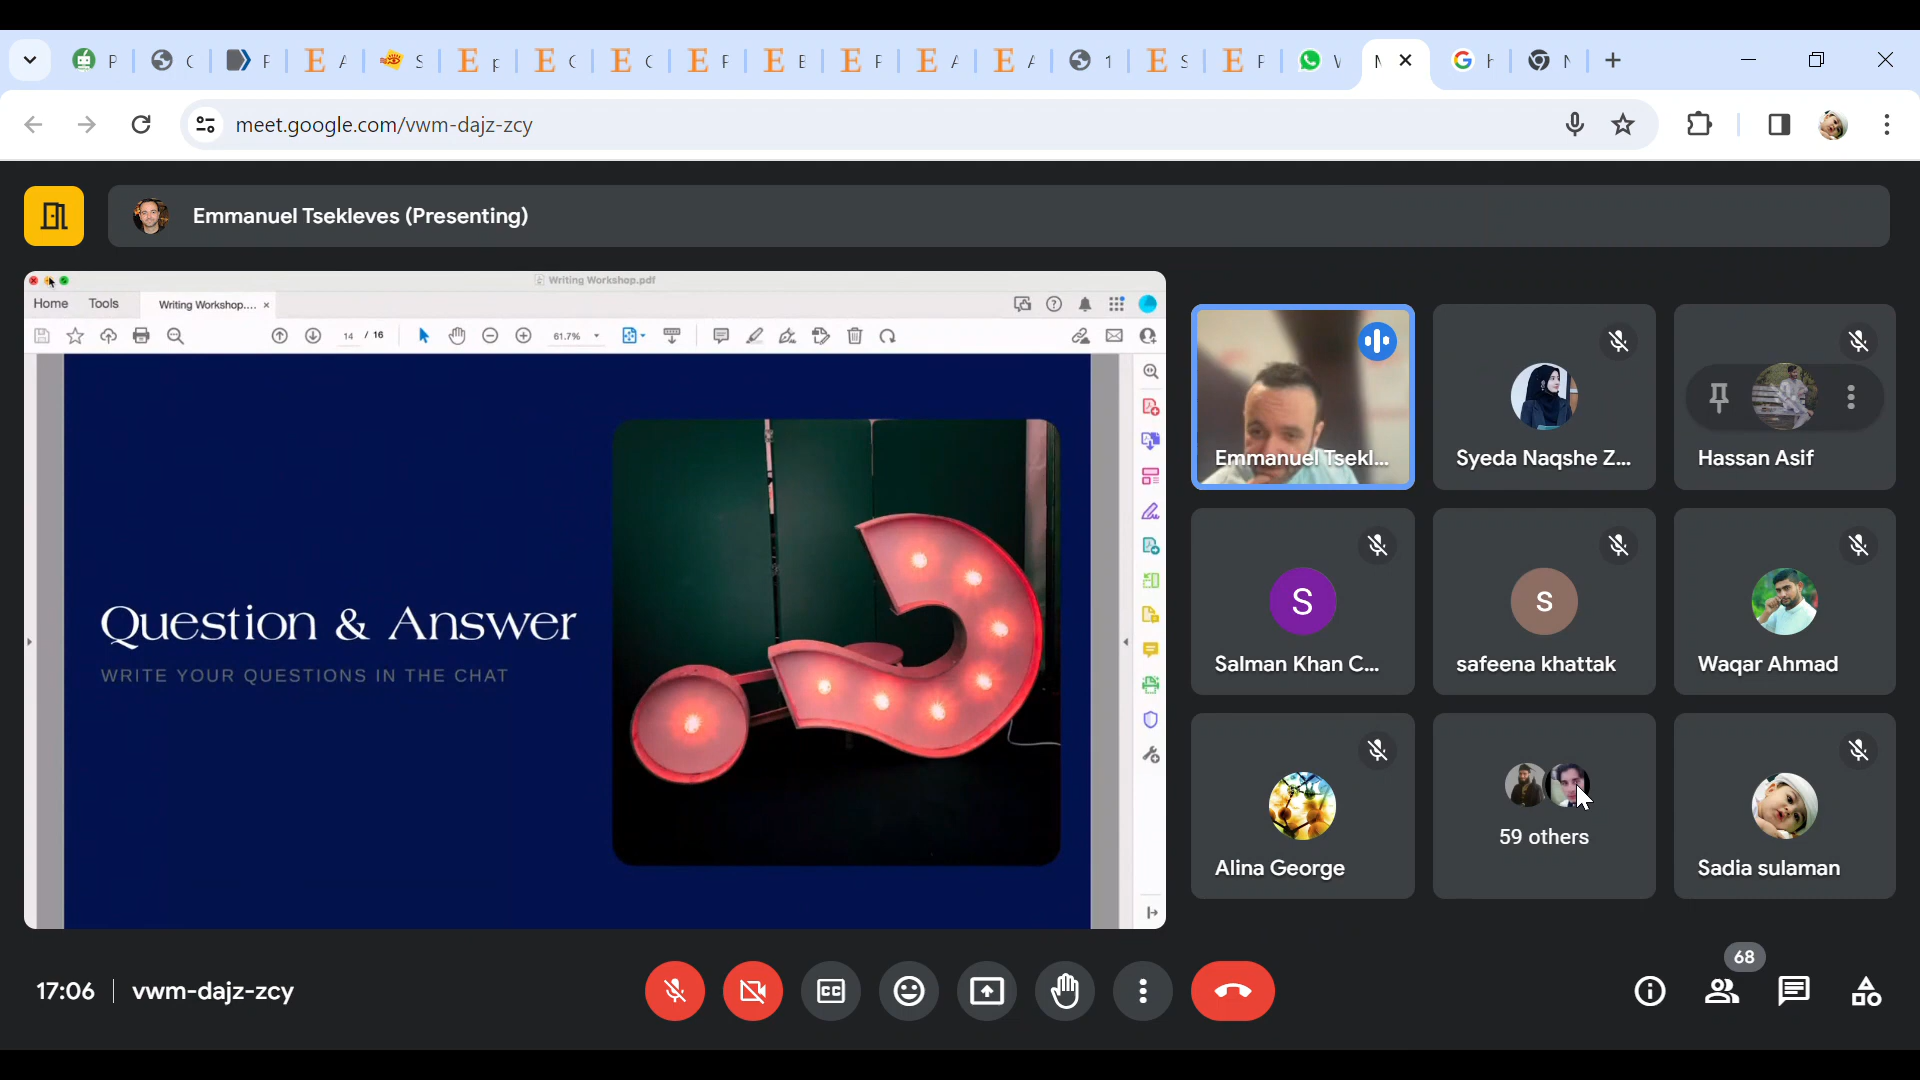 meet.google.com/vwm-dajz-zcy
Emmanuel Tsekleves (Presenting)
Writing Workshop.pdf
Home
Tools
Writing Workshop....
14 / 16
61.7%
Question & Answer
WRITE YOUR QUESTIONS IN THE CHAT
Emmanuel Tsekl...
Syeda Naqshe Z...
Hassan Asif
S
Salman Khan C...
s
safeena khattak
Waqar Ahmad
Alina George
59 others
Sadia sulaman
17:06
vwm-dajz-zcy
CC
68